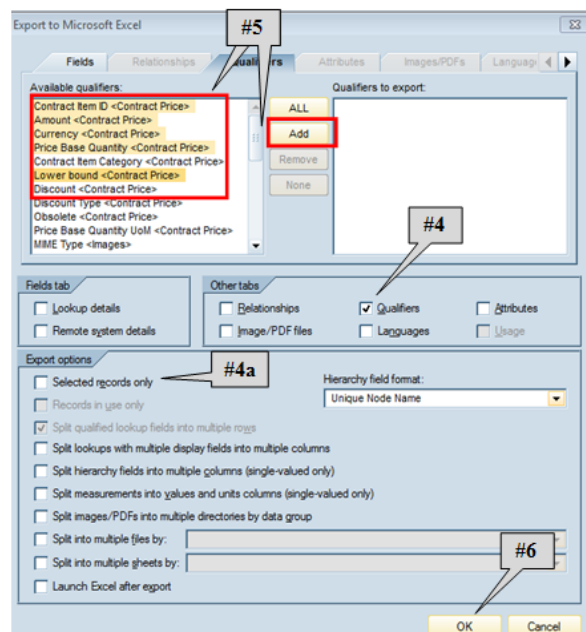 Export to Microsoft Excel
#5
Fields Relationships Qualifiers Attributes Images/PDFs Languag
Available qualifiers:
Qualifiers to export:
Contract Item ID <Contract Price>
Amount <Contract Price>
Currency <Contract Price>
Price Base Quantity <Contract Price>
Contract Item Category <Contract Price>
Lower bound <Contract Price>
Discount <Contract Price>
Discount Type <Contract Price>
Obsolete <Contract Price>
Price Base Quantity UoM <Contract Price>
MIME Type <Images>
ALL
Add
Remove
None
#4
Fields tab
Lookup details
Remote system details
Other tabs
Relationships Qualifiers Attributes
Image/PDF files Languages Usage
Export options
#4a
Selected records only
Hierarchy field format:
Records in use only
Unique Node Name
Split qualified lookup fields into multiple rows
Split lookups with multiple display fields into multiple columns
Split hierarchy fields into multiple columns (single-valued only)
Split measurements into values and units columns (single-valued only)
Split images/PDFs into multiple directories by data group
Split into multiple files by:
Split into multiple sheets by:
#6
Launch Excel after export
OK Cancel